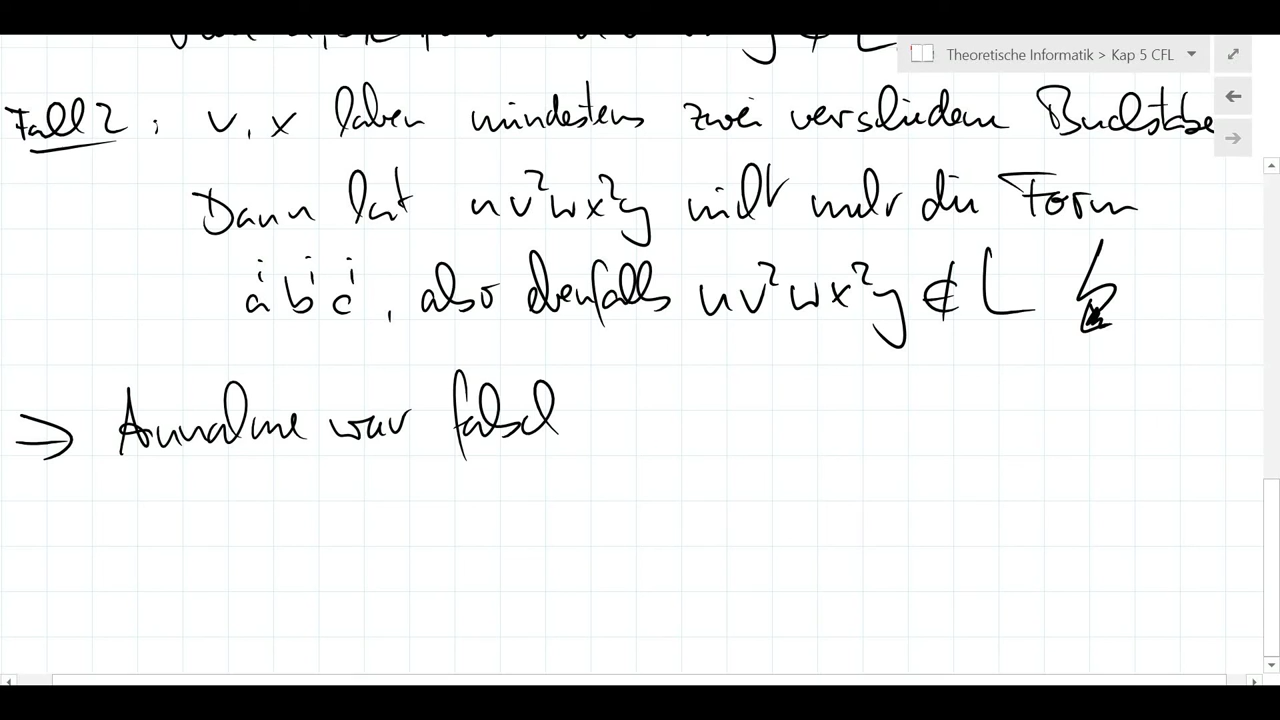 Theoretische Informatik > Kap 5 CFL
Fall 2: v, x haben mindestens zwei verschiedene Buchstabe
Dann hat uv²wx²y nicht mehr die Form
aⁱbⁱcⁱ, also ebenfalls uv²wx²y ∉ L
⇒ Annahme war falsch